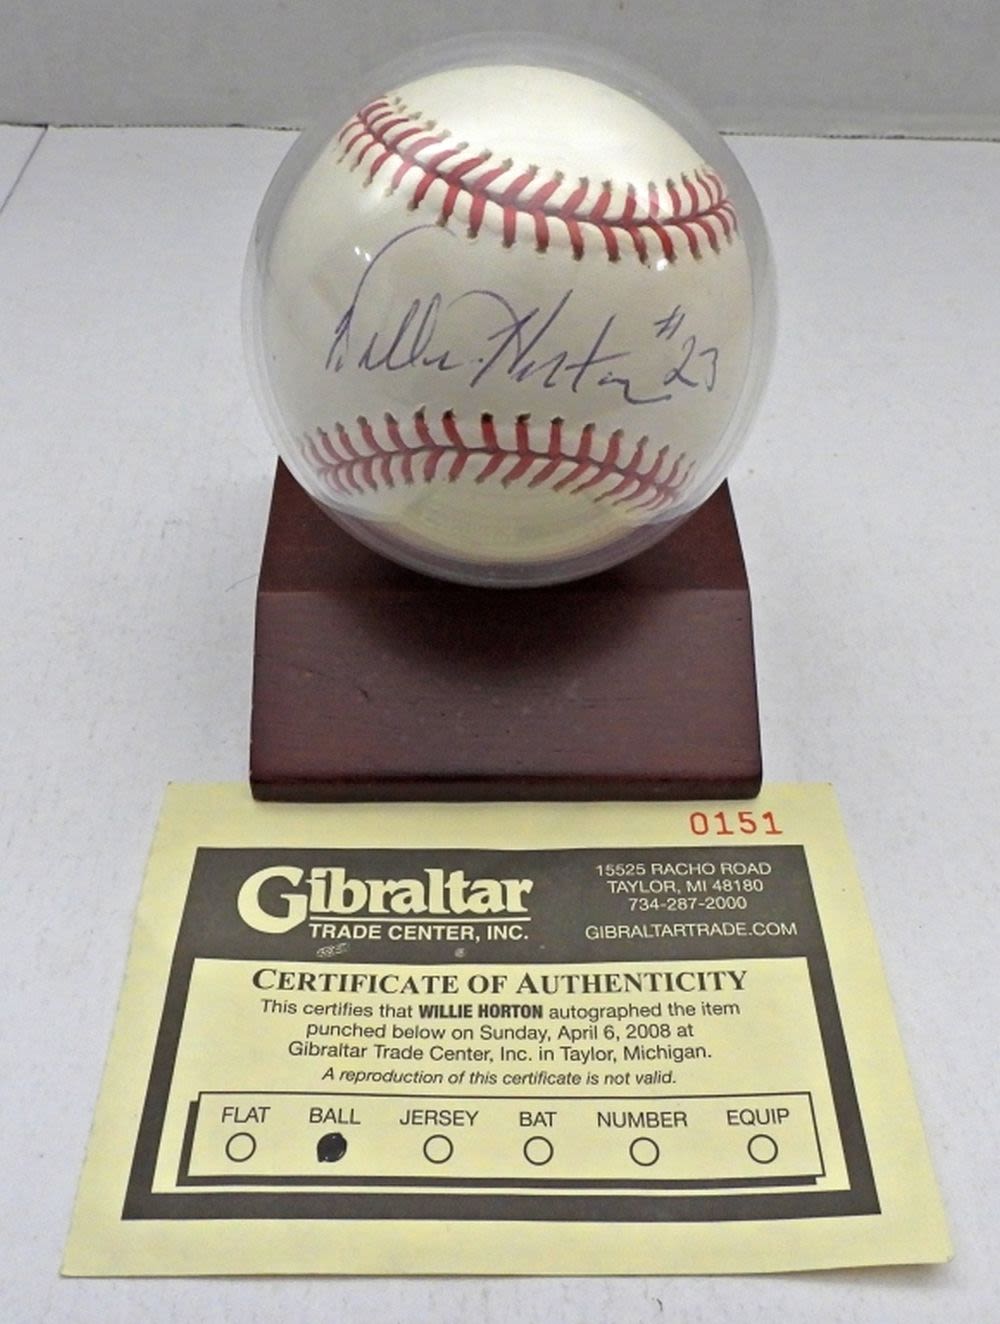 Willie Horton #23
0151
Gibraltar
TRADE CENTER, INC.
15525 RACHO ROAD
TAYLOR, MI 48180
734-287-2000
GIBRALTARTRADE.COM
CERTIFICATE OF AUTHENTICITY
This certifies that WILLIE HORTON autographed the item
punched below on Sunday, April 6, 2008 at
Gibraltar Trade Center, Inc. in Taylor, Michigan.
A reproduction of this certificate is not valid.
FLAT BALL JERSEY BAT NUMBER EQUIP